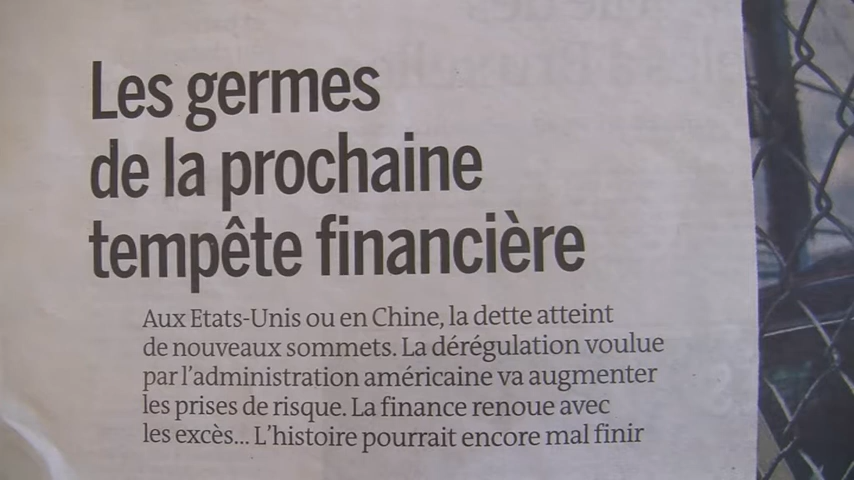 Les germes
de la prochaine
tempête financière
Aux Etats-Unis ou en Chine, la dette atteint
de nouveaux sommets. La dérégulation voulue
par l'administration américaine va augmenter
les prises de risque. La finance renoue avec
les excès... L'histoire pourrait encore mal finir